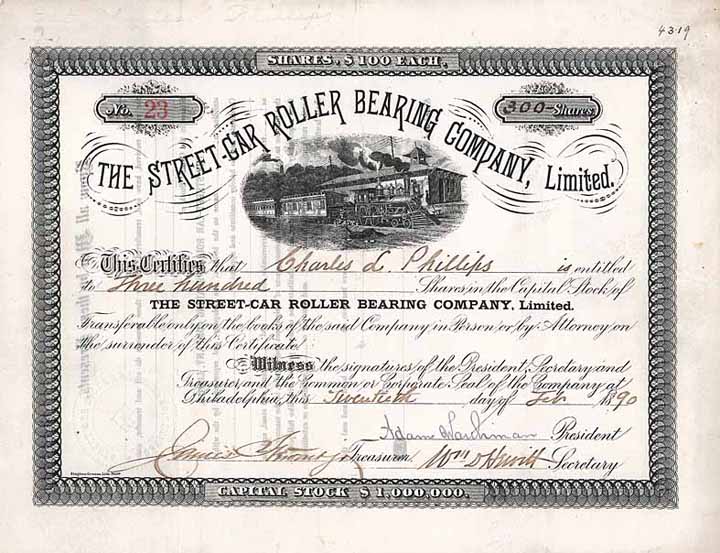 4319
SHARES, $100 EACH.
No. 23
300 Shares
THE STREET-CAR ROLLER BEARING COMPANY, Limited.
This Certifies that Charles L Phillips is entitled
to Three hundred Shares in the Capital Stock of
THE STREET-CAR ROLLER BEARING COMPANY, Limited.
Transferable only on the books of the said Company in Person or by Attorney on
the surrender of this Certificate.
Witness the signatures of the President, Secretary and
Treasurer, and the Common or Corporate Seal of the Company at
Philadelphia, this Twentieth day of Feb 1890
President
Treasurer Wm D Hewitt Secretary
CAPITAL STOCK $1,000,000.